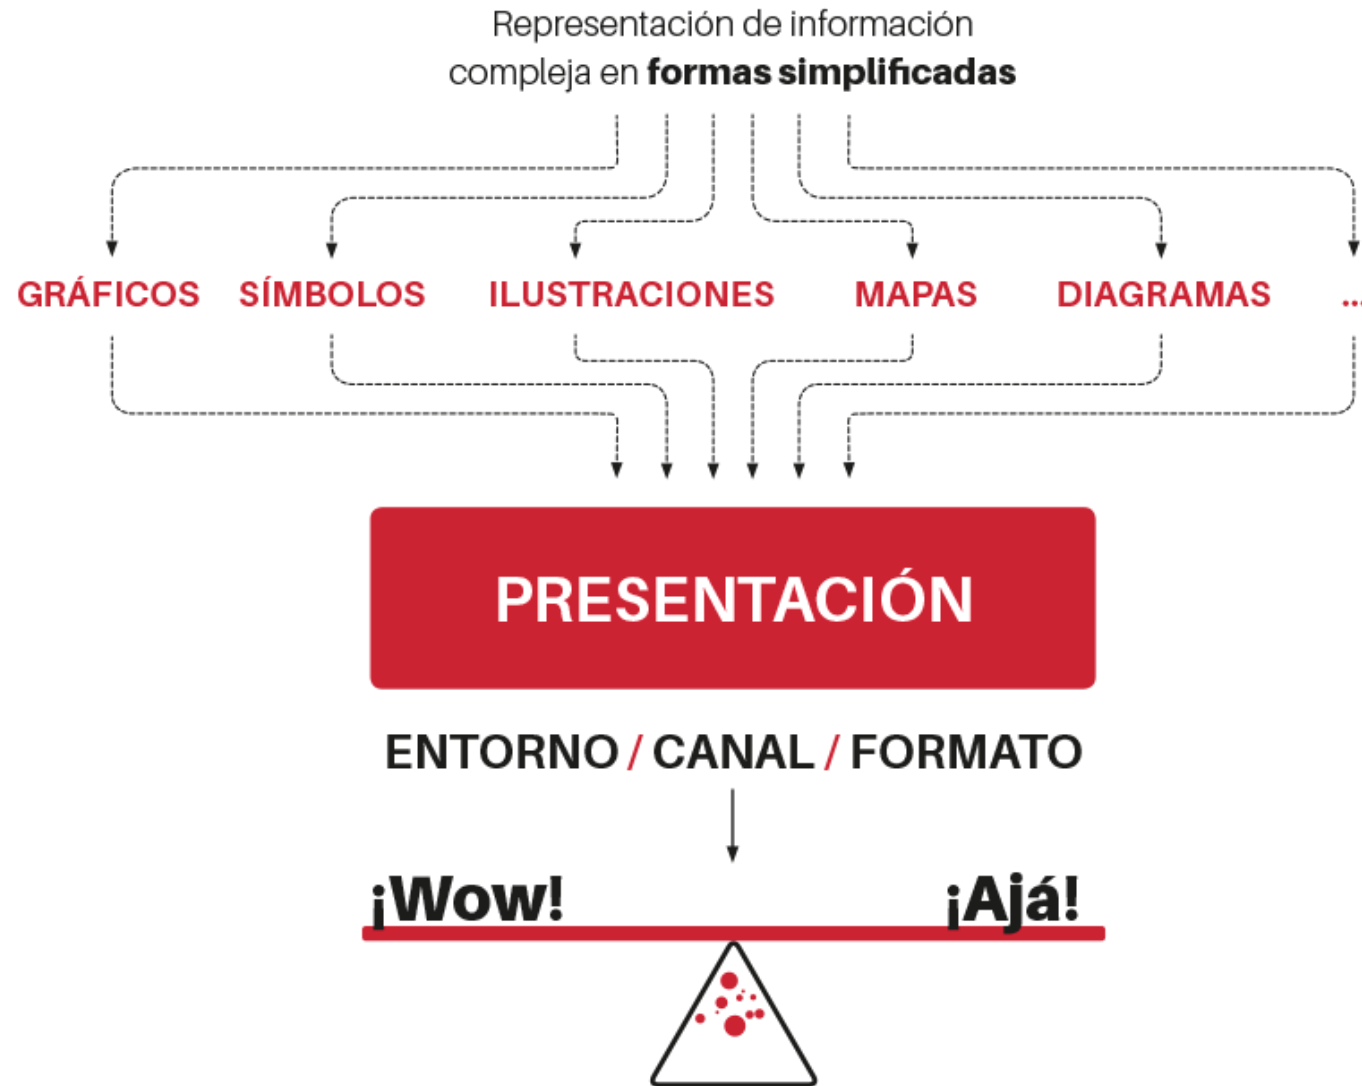 Representación de información
compleja en formas simplificadas
GRÁFICOS SÍMBOLOS ILUSTRACIONES MAPAS DIAGRAMAS ...
PRESENTACIÓN
ENTORNO / CANAL / FORMATO
¡Wow! ¡Ajá!